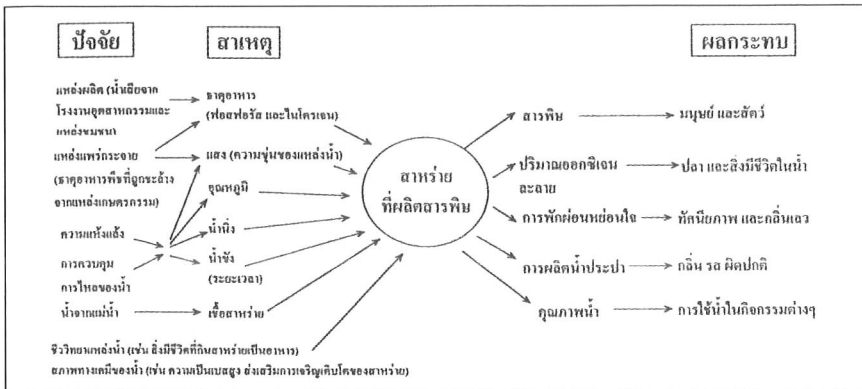 ปัจจัย
สาเหตุ
ผลกระทบ
แหล่งผลิต (น้ำเสียจาก
โรงงานอุตสาหกรรมและ
แหล่งชุมชน)
แหล่งแพร่กระจาย
(ธาตุอาหารพืชที่ถูกชะล้าง
จากแหล่งเกษตรกรรม)
ความแห้งแล้ง
การควบคุม
การไหลของน้ำ
น้ำจากแม่น้ำ
ธาตุอาหาร
(ฟอสฟอรัส และไนโตรเจน)
แสง (ความขุ่นของแหล่งน้ำ)
อุณหภูมิ
น้ำนิ่ง
น้ำขัง
(ระยะเวลา)
เชื้อสาหร่าย
ชีววิทยาแหล่งน้ำ (เช่น สิ่งมีชีวิตที่กินสาหร่ายเป็นอาหาร)
สภาพทางเคมีของน้ำ (เช่น ความเป็นเบสสูง ส่งเสริมการเจริญเติบโตของสาหร่าย)
สาหร่าย
ที่ผลิตสารพิษ
สารพิษ
มนุษย์ และสัตว์
ปริมาณออกซิเจน
ละลาย
ปลา และสิ่งมีชีวิตในน้ำ
การพักผ่อนหย่อนใจ
ทัศนียภาพ และกลิ่นเลว
การผลิตน้ำประปา
กลิ่น รส ผิดปกติ
คุณภาพน้ำ
การใช้น้ำในกิจกรรมต่างๆ